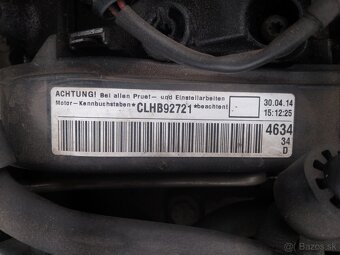 ACHTUNG! Bei allen Pruef- und Einstellarbeiten
Motor-Kennbuchstaben*CLHB92721*beachten!
30.04.14
15:12:25
4634
34
D
bazos.sk